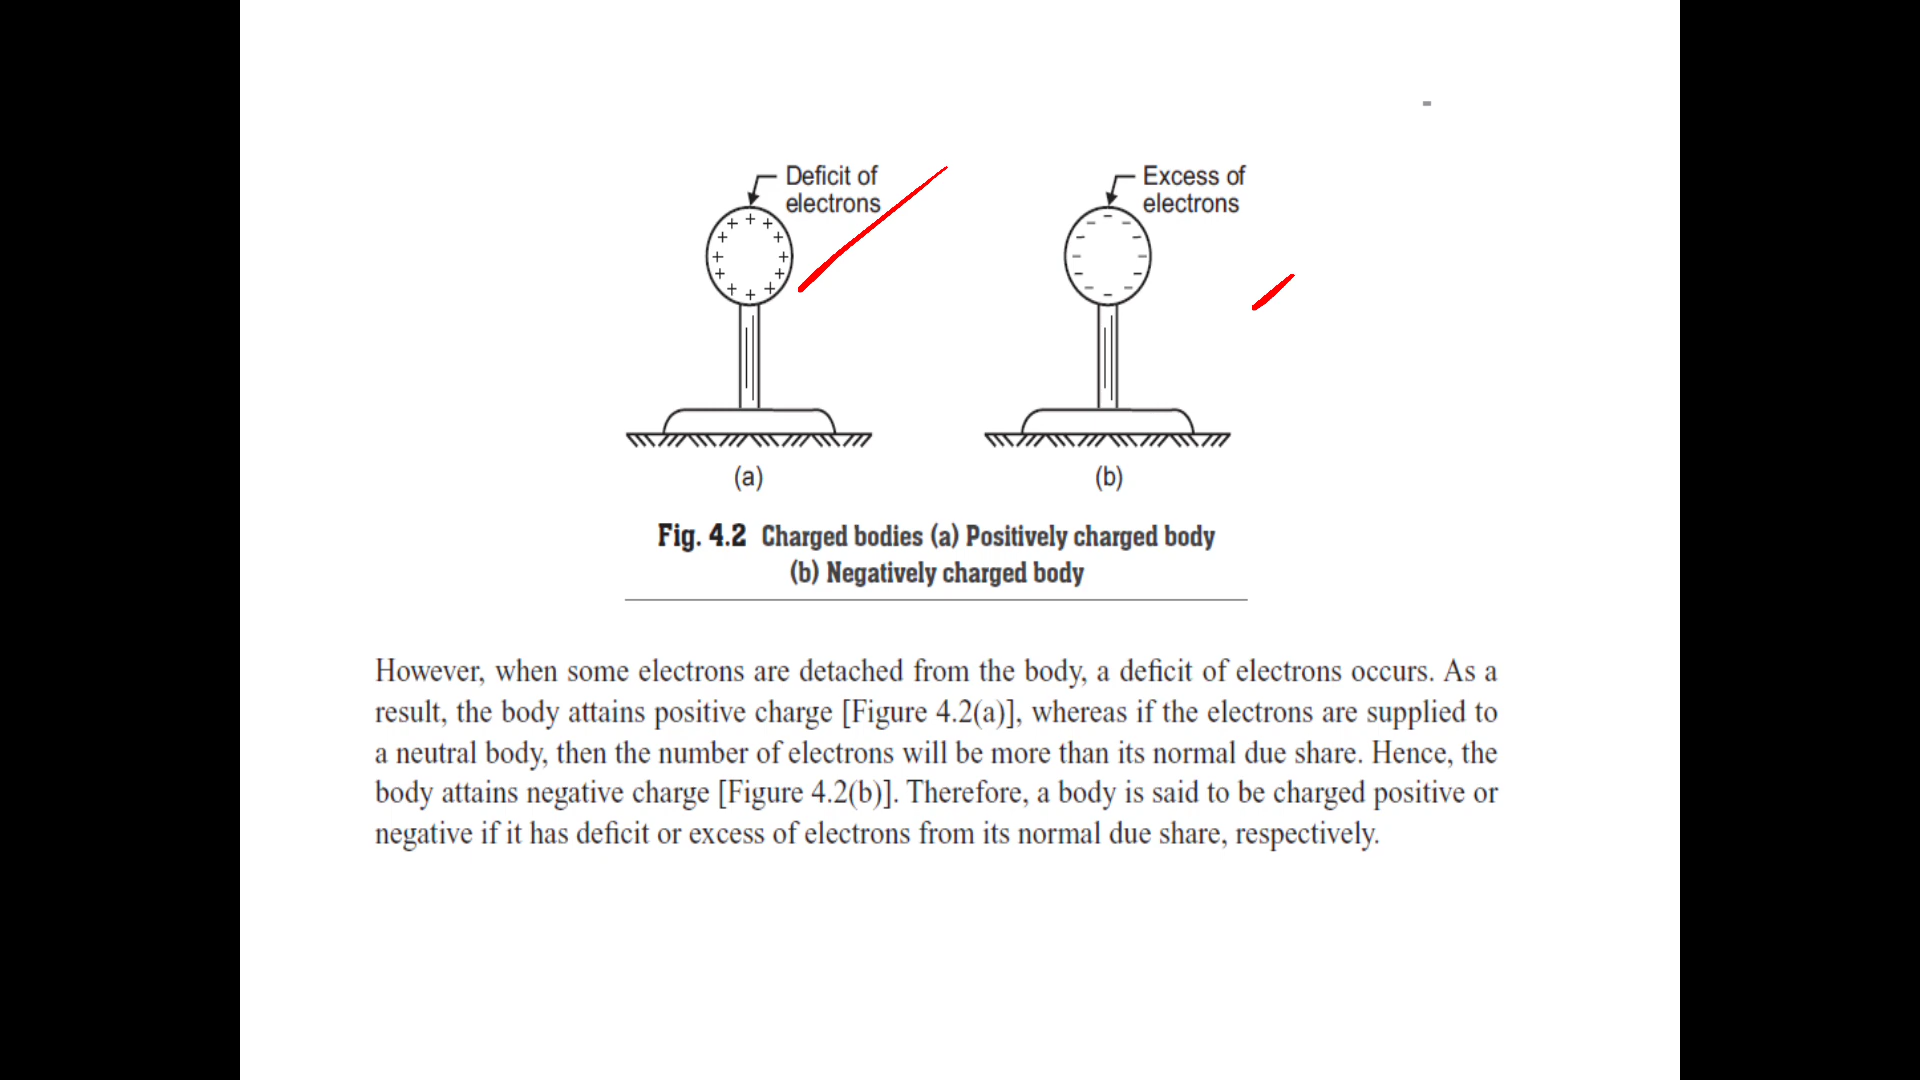 Deficit of
electrons
Excess of
electrons
(a)
(b)
Fig. 4.2 Charged bodies (a) Positively charged body
(b) Negatively charged body
However, when some electrons are detached from the body, a deficit of electrons occurs. As a
result, the body attains positive charge [Figure 4.2(a)], whereas if the electrons are supplied to
a neutral body, then the number of electrons will be more than its normal due share. Hence, the
body attains negative charge [Figure 4.2(b)]. Therefore, a body is said to be charged positive or
negative if it has deficit or excess of electrons from its normal due share, respectively.